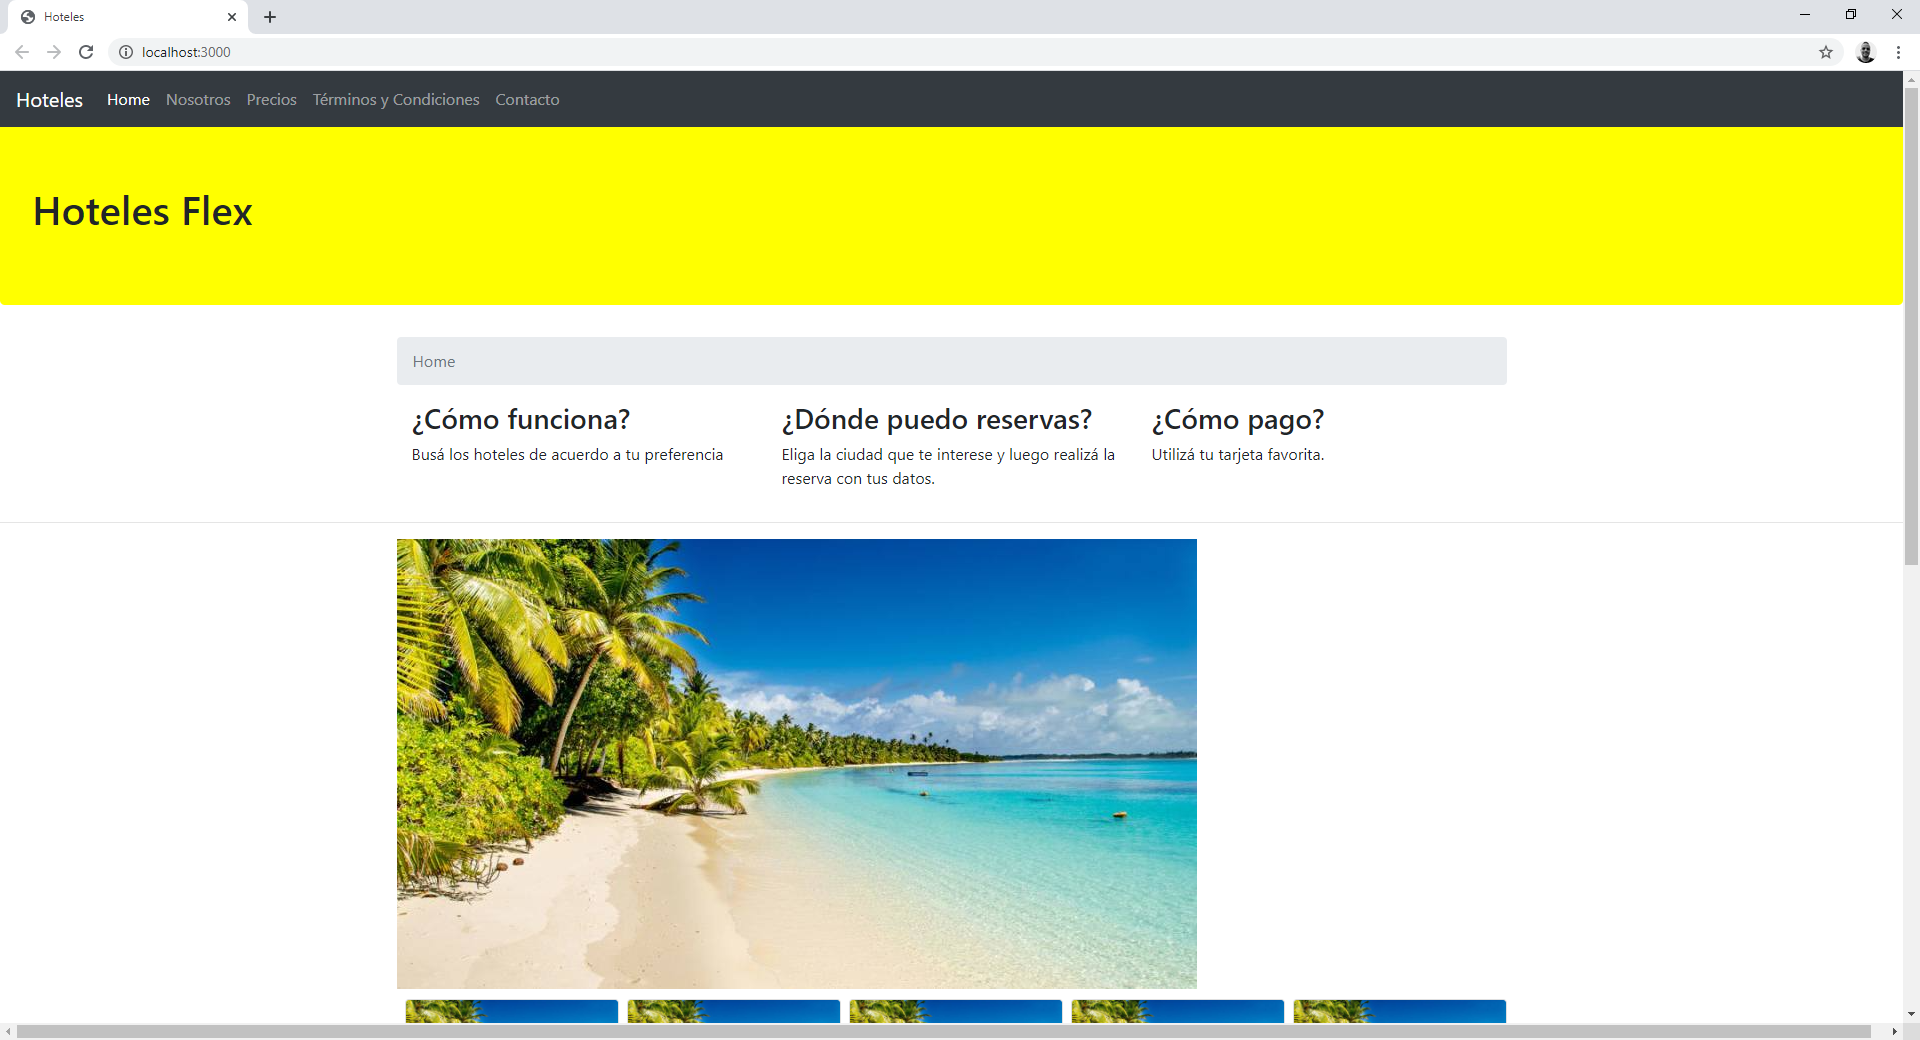 Hoteles
localhost:3000
Hoteles Home Nosotros Precios Términos y Condiciones Contacto
Hoteles Flex
Home
¿Cómo funciona?
Busá los hoteles de acuerdo a tu preferencia
¿Dónde puedo reservas?
Eliga la ciudad que te interese y luego realizá la
reserva con tus datos.
¿Cómo pago?
Utilizá tu tarjeta favorita.